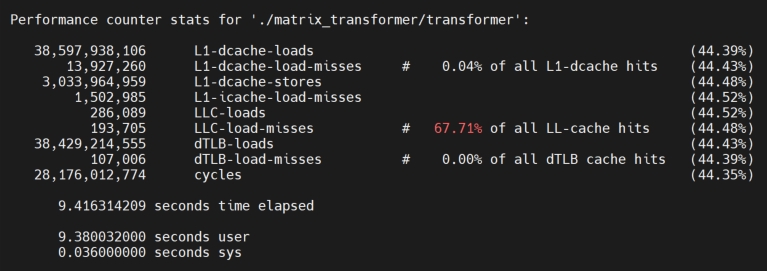 Performance counter stats for './matrix_transformer/transformer':
38,597,938,106 L1-dcache-loads (44.39%)
13,927,260 L1-dcache-load-misses # 0.04% of all L1-dcache hits (44.43%)
3,033,964,959 L1-dcache-stores (44.48%)
1,502,985 L1-icache-load-misses (44.52%)
286,089 LLC-loads (44.52%)
193,705 LLC-load-misses # 67.71% of all LL-cache hits (44.48%)
38,429,214,555 dTLB-loads (44.43%)
107,006 dTLB-load-misses # 0.00% of all dTLB cache hits (44.39%)
28,176,012,774 cycles (44.35%)
9.416314209 seconds time elapsed
9.380032000 seconds user
0.036000000 seconds sys